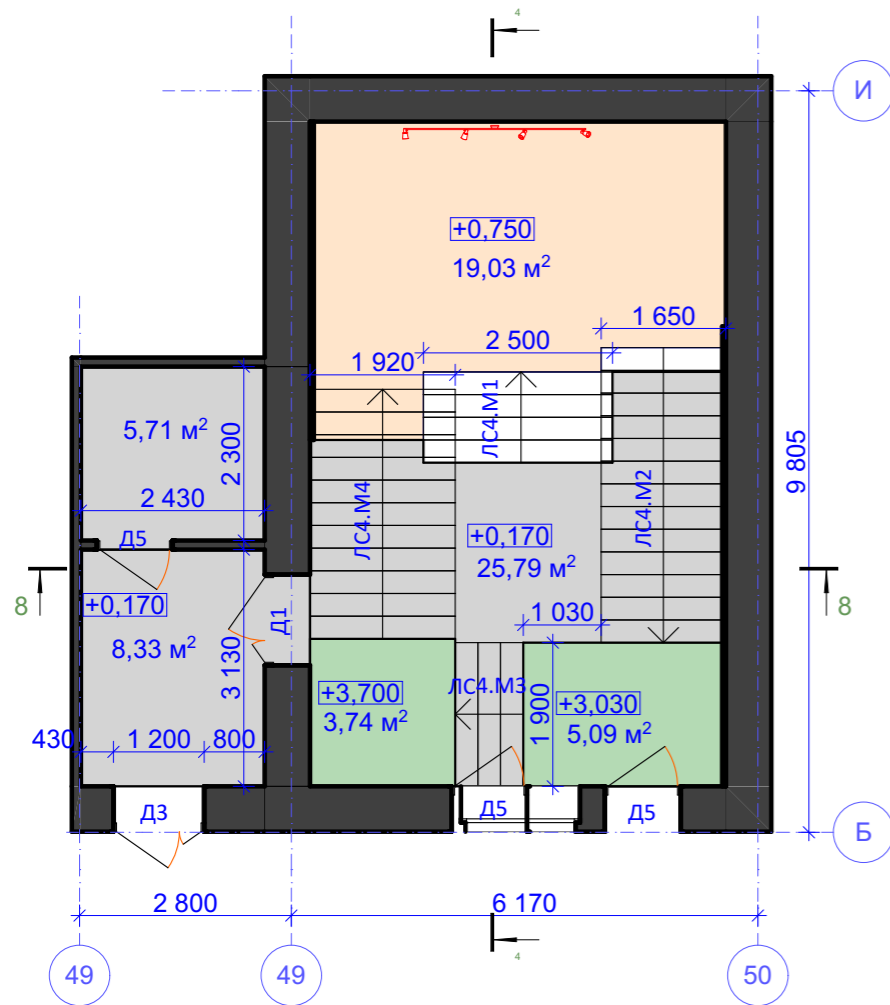 4
И
+0,750
19,03 м²
1 650
2 500
1 920
ЛС4.М1
5,71 м²
2 300
2 430
ЛС4.М4
ЛС4.М2
9 805
Д5
+0,170
25,79 м²
8
8
+0,170
8,33 м²
Д1
1 030
3 130
+3,700
3,74 м²
ЛС4.М3
1 900
+3,030
5,09 м²
430
1 200
800
Д3
Д5
Д5
Б
2 800
6 170
4
49
49
50